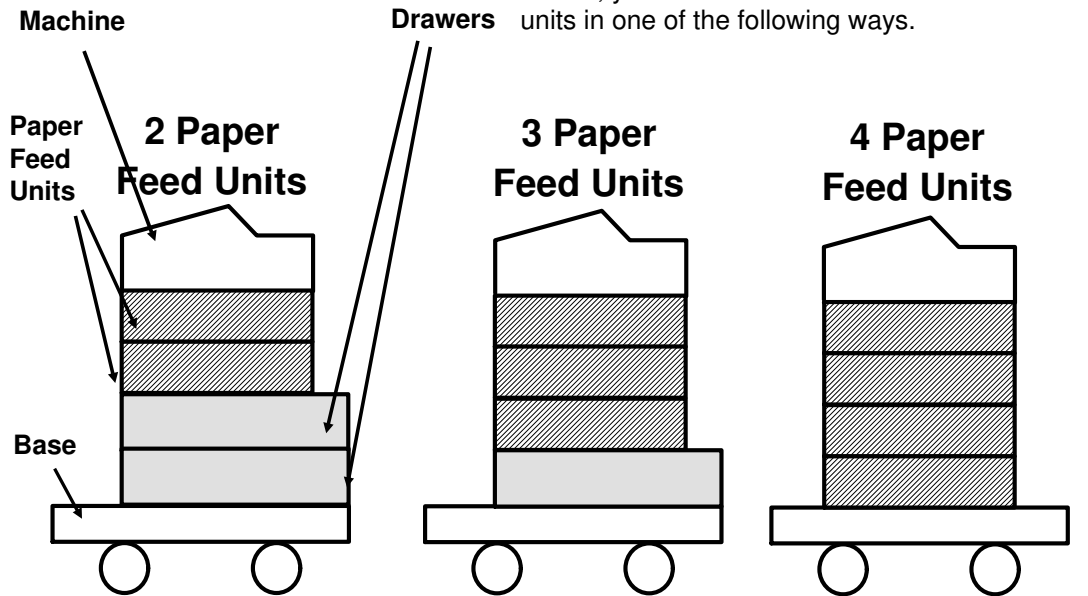 Machine
Drawers
units in one of the following ways.
Paper
Feed
Units
2 Paper
Feed Units
3 Paper
Feed Units
4 Paper
Feed Units
Base